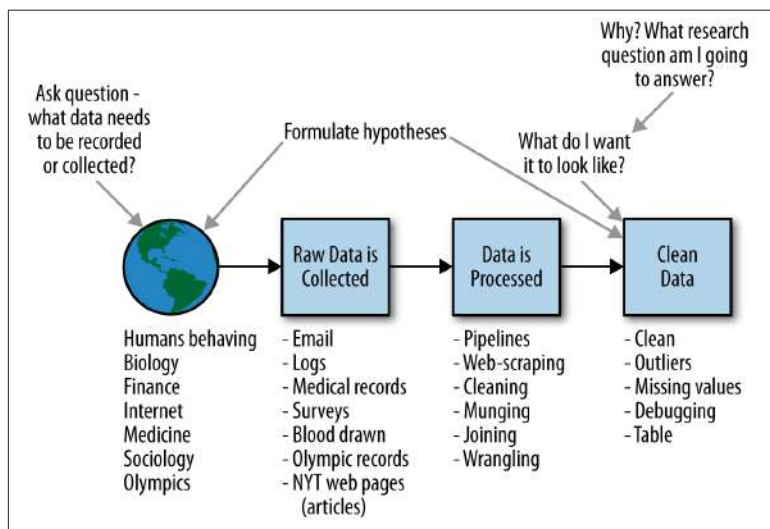 Why? What research
question am I going
to answer?
Ask question -
what data needs
to be recorded
or collected?
Formulate hypotheses
What do I want
it to look like?
Raw Data is
Collected
Data is
Processed
Clean
Data
Humans behaving
Biology
Finance
Internet
Medicine
Sociology
Olympics
- Email
- Logs
- Medical records
- Surveys
- Blood drawn
- Olympic records
- NYT web pages
(articles)
- Pipelines
- Web-scraping
- Cleaning
- Munging
- Joining
- Wrangling
- Clean
- Outliers
- Missing values
- Debugging
- Table